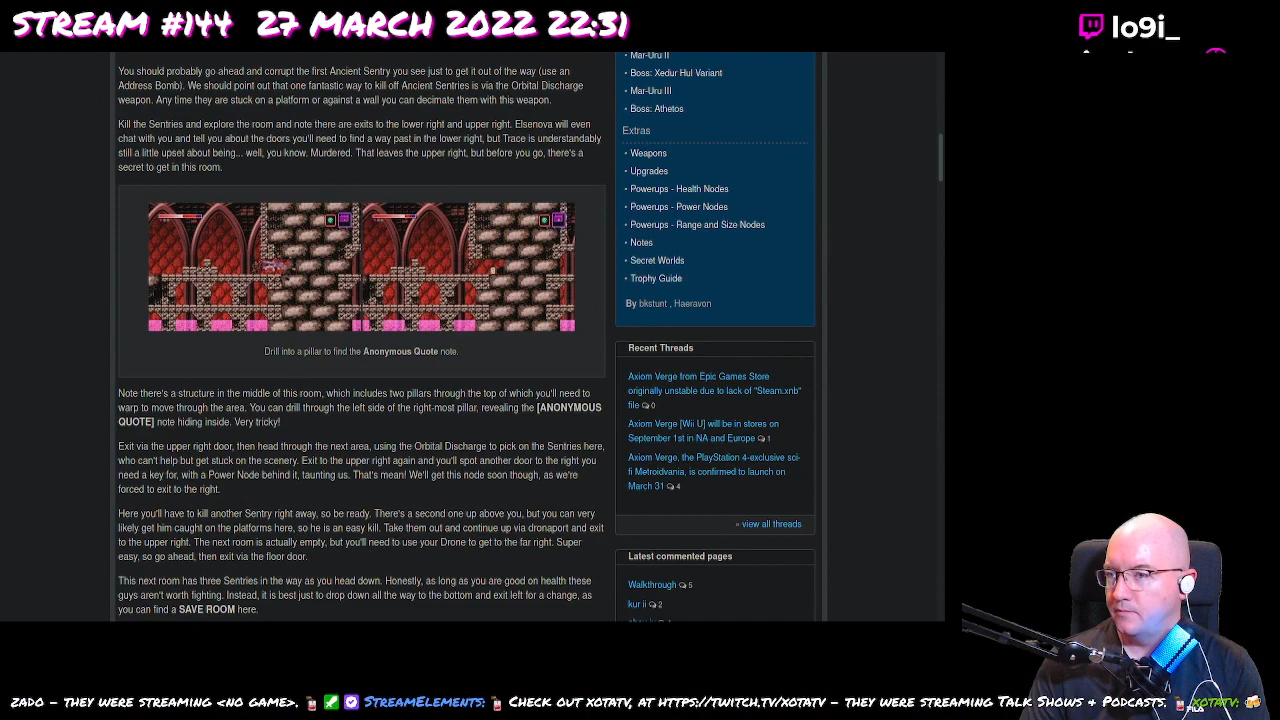 STREAM #144 27 MARCH 2022 22:31
lo9i_
You should probably go ahead and corrupt the first Ancient Sentry you see just to get it out of the way (use an
Address Bomb). We should point out that one fantastic way to kill off Ancient Sentries is via the Orbital Discharge
weapon. Any time they are stuck on a platform or against a wall you can decimate them with this weapon.
Kill the Sentries and explore the room and note there are exits to the lower right and upper right. Elsenova will even
chat with you and tell you about the doors you'll need to find a way past in the lower right, but Trace is understandably
still a little upset about being... well, you know. Murdered. That leaves the upper right, but before you go, there's a
secret to get in this room.
Drill into a pillar to find the Anonymous Quote note.
Note there's a structure in the middle of this room, which includes two pillars through the top of which you'll need to
warp to move through the area. You can drill through the left side of the right-most pillar, revealing the [ANONYMOUS
QUOTE] note hiding inside. Very tricky!
Exit via the upper right door, then head through the next area, using the Orbital Discharge to pick on the Sentries here,
who can't help but get stuck on the scenery. Exit to the upper right again and you'll spot another door to the right you
need a key for, with a Power Node behind it, taunting us. That's mean! We'll get this node soon though, as we're
forced to exit to the right.
Here you'll have to kill another Sentry right away, so be ready. There's a second one up above you, but you can very
likely get him caught on the platforms here, so he is an easy kill. Take them out and continue up via dronaport and exit
to the upper right. The next room is actually empty, but you'll need to use your Drone to get to the far right. Super
easy, so go ahead, then exit via the floor door.
This next room has three Sentries in the way as you head down. Honestly, as long as you are good on health these
guys aren't worth fighting. Instead, it is best just to drop down all the way to the bottom and exit left for a change, as
you can find a SAVE ROOM here.
• Mar-Uru II
• Boss: Xedur Hul Variant
• Mar-Uru III
• Boss: Athetos
Extras
• Weapons
• Upgrades
• Powerups - Health Nodes
• Powerups - Power Nodes
• Powerups - Range and Size Nodes
• Notes
• Secret Worlds
• Trophy Guide
By bkstunt , Haeravon
Recent Threads
Axiom Verge from Epic Games Store
originally unstable due to lack of "Steam.xnb"
file 0
Axiom Verge [Wii U] will be in stores on
September 1st in NA and Europe 1
Axiom Verge, the PlayStation 4-exclusive sci-
fi Metroidvania, is confirmed to launch on
March 31 4
» view all threads
Latest commented pages
Walkthrough 5
kur ii 2
ZADO - THEY WERE STREAMING <NO GAME>. STREAMELEMENTS: CHECK OUT XOTATV, AT HTTPS://TWITCH.TV/XOTATV - THEY WERE STREAMING TALK SHOWS & PODCASTS. XOTATV: